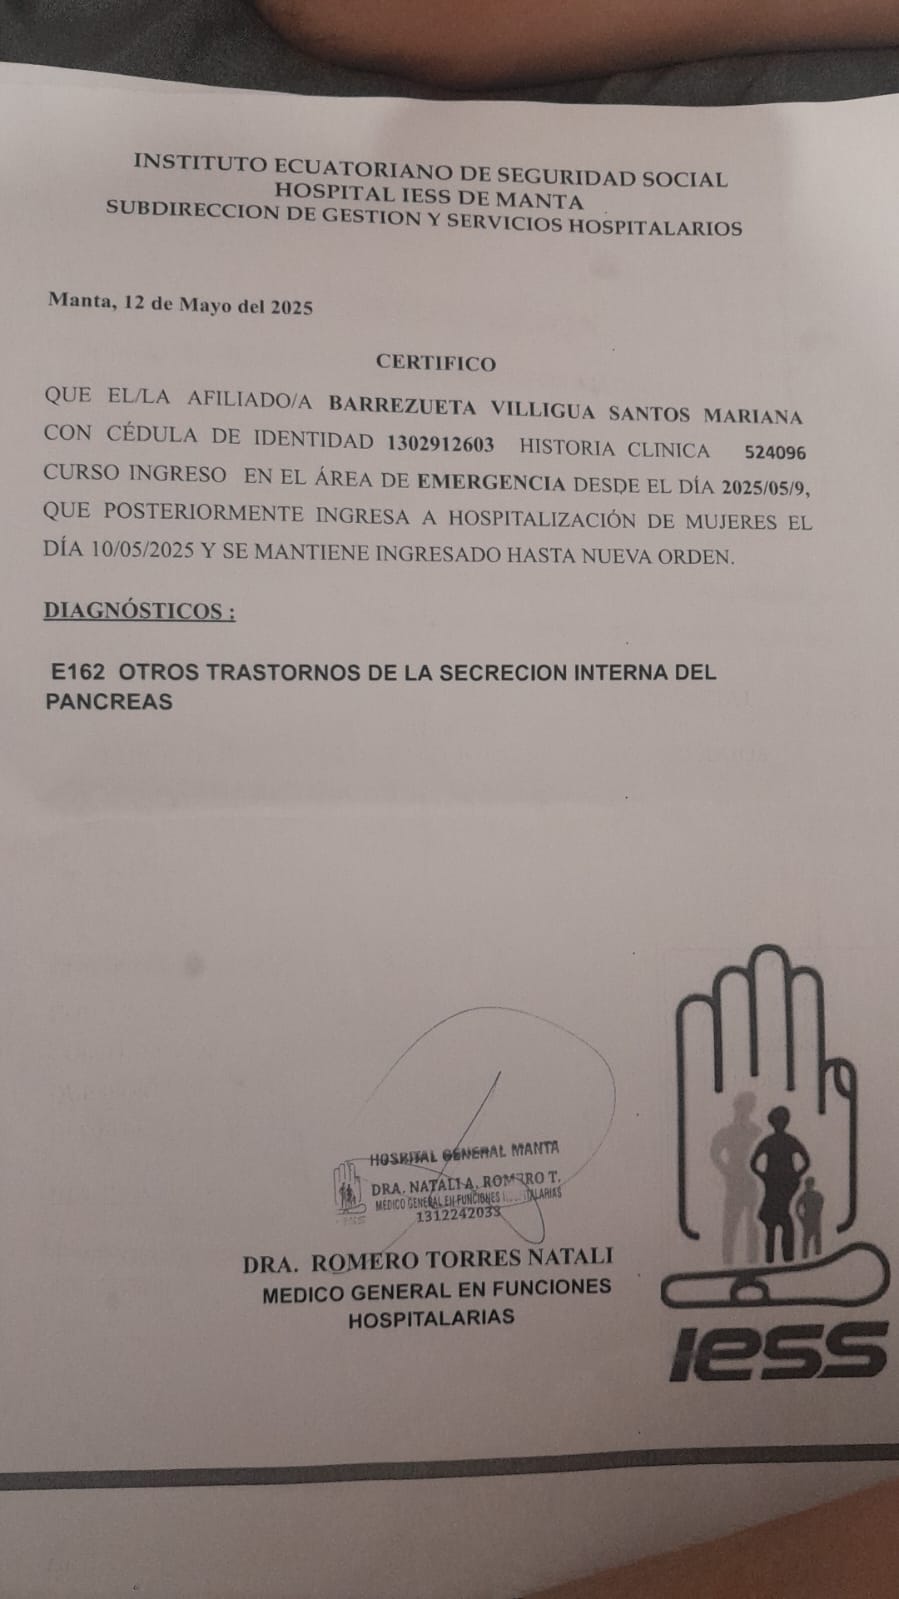 INSTITUTO ECUATORIANO DE SEGURIDAD SOCIAL
HOSPITAL IESS DE MANTA
SUBDIRECCION DE GESTION Y SERVICIOS HOSPITALARIOS
Manta, 12 de Mayo del 2025
CERTIFICO
QUE EL/LA AFILIADO/A BARREZUETA VILLIGUA SANTOS MARIANA
CON CÉDULA DE IDENTIDAD 1302912603 HISTORIA CLINICA 524096
CURSO INGRESO EN EL ÁREA DE EMERGENCIA DESDE EL DÍA 2025/05/9,
QUE POSTERIORMENTE INGRESA A HOSPITALIZACIÓN DE MUJERES EL
DÍA 10/05/2025 Y SE MANTIENE INGRESADO HASTA NUEVA ORDEN.
DIAGNÓSTICOS :
E162 OTROS TRASTORNOS DE LA SECRECION INTERNA DEL
PANCREAS
HOSPITAL GENERAL MANTA
DRA. NATALI A. ROMERO T.
MEDICO GENERAL EN FUNCIONES
1312242033
IESS
DRA. ROMERO TORRES NATALI
MEDICO GENERAL EN FUNCIONES
HOSPITALARIAS
IESS